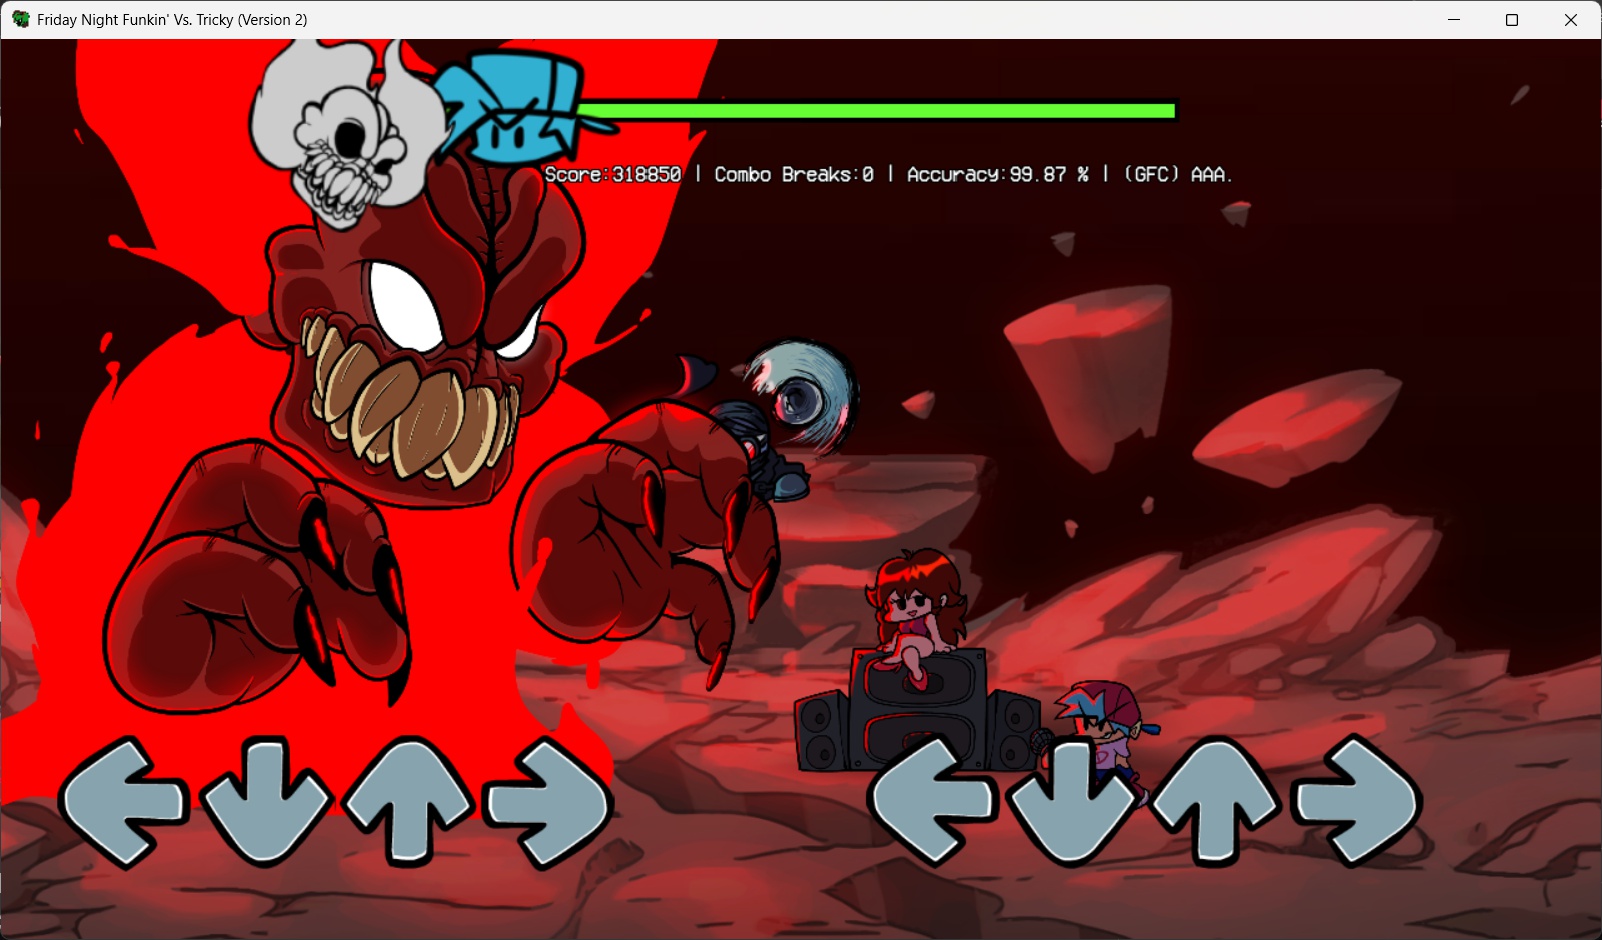 Friday Night Funkin' Vs. Tricky (Version 2)
Score:318850 | Combo Breaks:0 | Accuracy:99.87 % | (GFC) AAA.